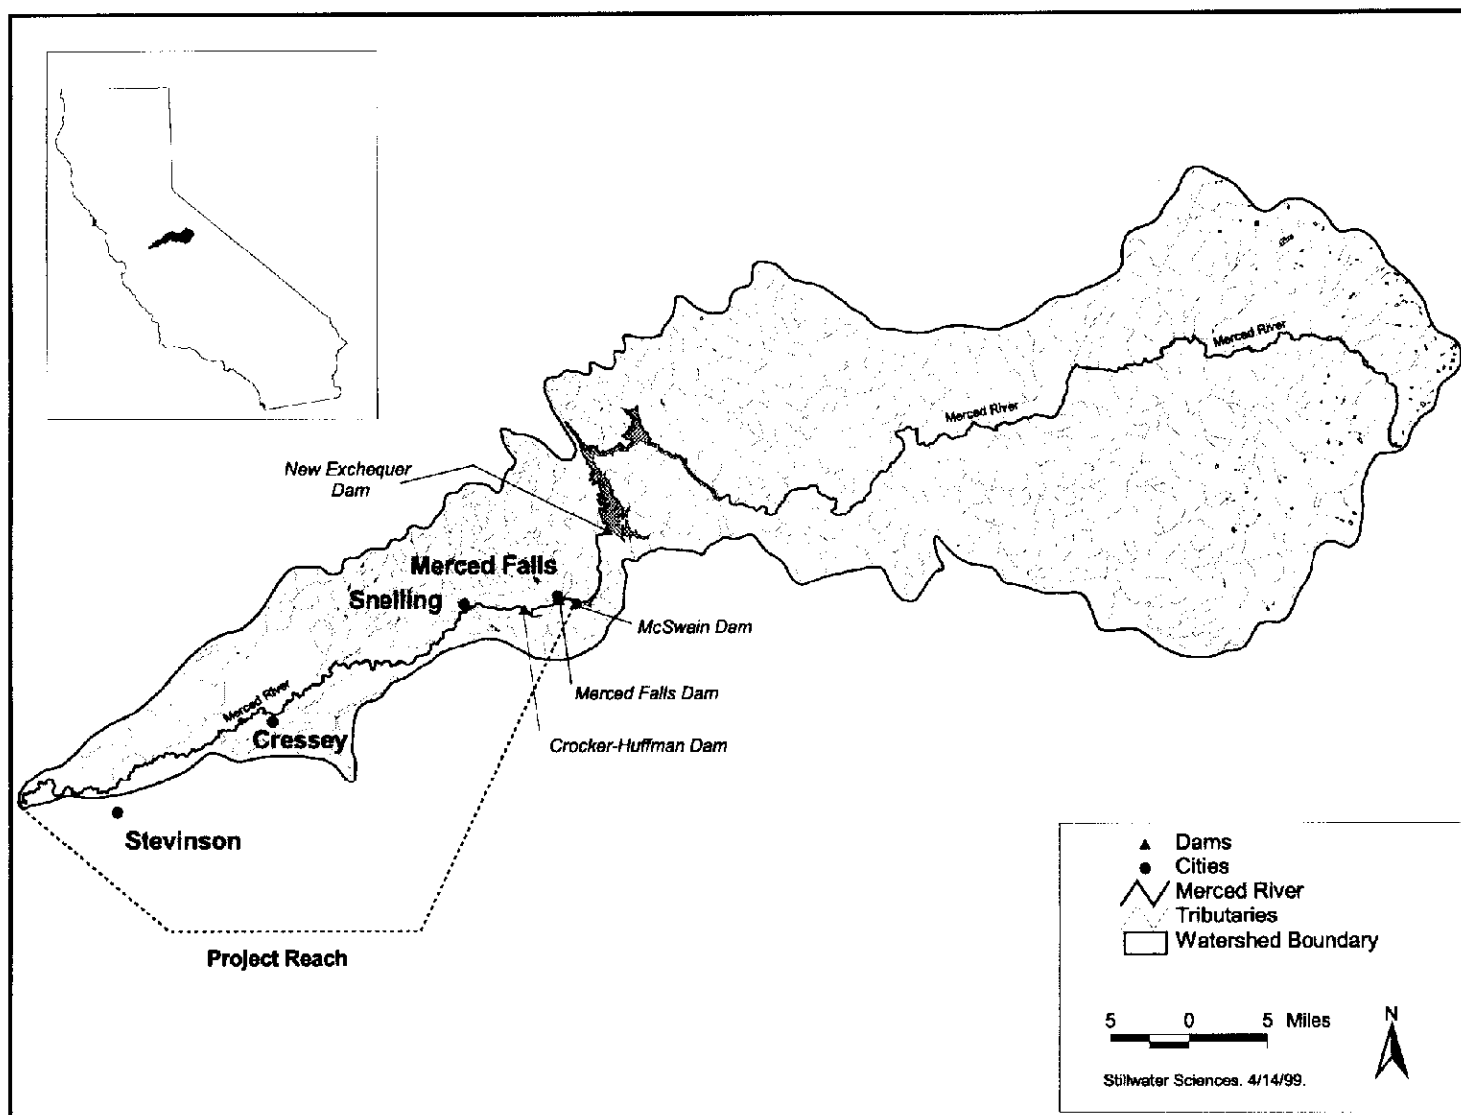 Merced River
Merced River
New Exchequer
Dam
Merced Falls
Snelling
McSwain Dam
Merced Falls Dam
Merced River
Cressey
Crocker-Huffman Dam
Stevinson
Project Reach
Dams
Cities
Merced River
Tributaries
Watershed Boundary
5 0 5 Miles
N
Stillwater Sciences. 4/14/99.